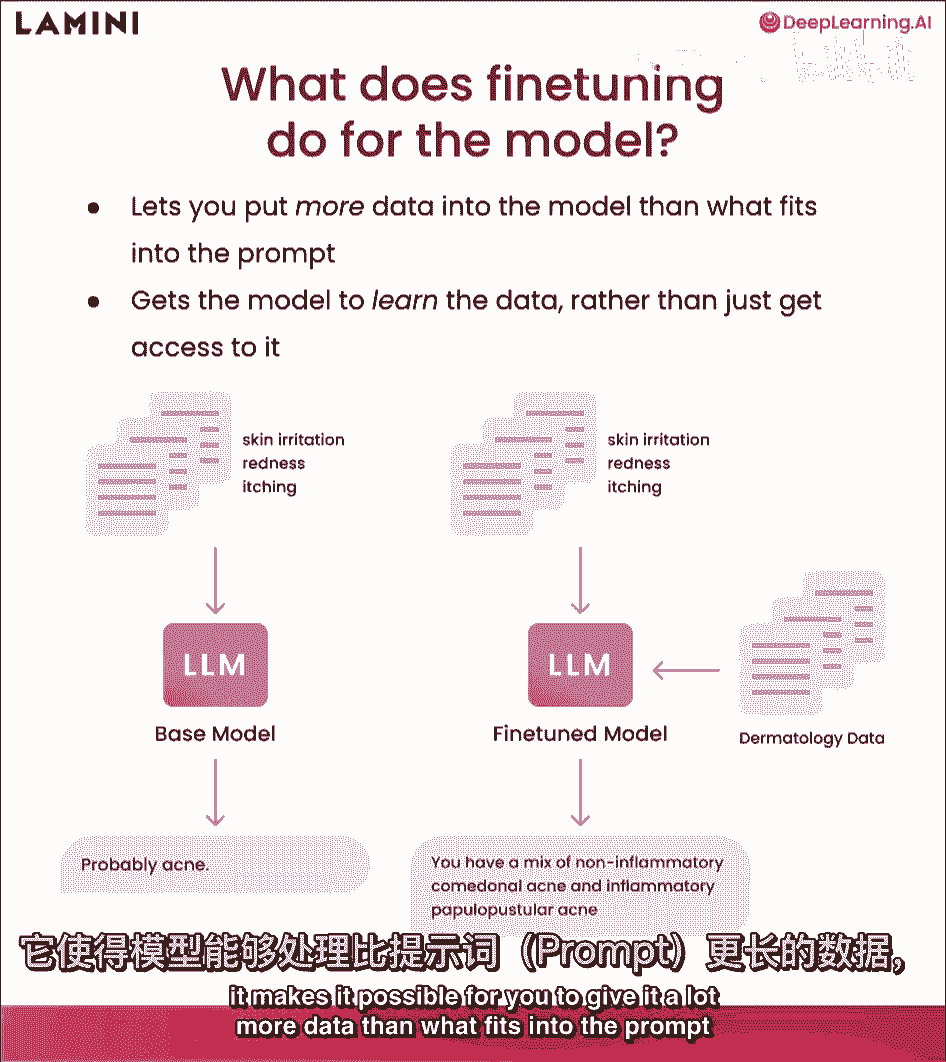 LAMINI
DeepLearning.AI
What does finetuning
do for the model?
• Lets you put more data into the model than what fits
into the prompt
• Gets the model to learn the data, rather than just get
access to it
skin irritation
redness
itching
skin irritation
redness
itching
LLM
LLM
Base Model
Finetuned Model
Dermatology Data
Probably acne.
You have a mix of non-inflammatory
comedonal acne and inflammatory
papulopustular acne
它使得模型能够处理比提示词（Prompt）更长的数据，
it makes it possible for you to give it a lot
more data than what fits into the prompt